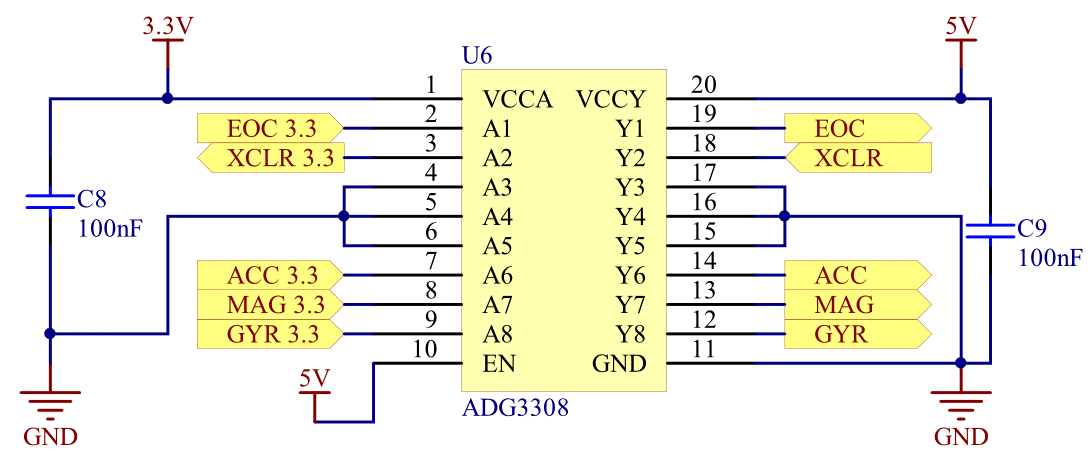 3.3V
5V
U6
1
VCCA
VCCY
20
EOC 3.3
2
A1
Y1
19
EOC
XCLR 3.3
3
A2
Y2
18
XCLR
4
A3
Y3
17
C8
100nF
5
A4
Y4
16
C9
100nF
6
A5
Y5
15
ACC 3.3
7
A6
Y6
14
ACC
MAG 3.3
8
A7
Y7
13
MAG
GYR 3.3
9
A8
Y8
12
GYR
10
EN
GND
11
5V
ADG3308
GND
GND